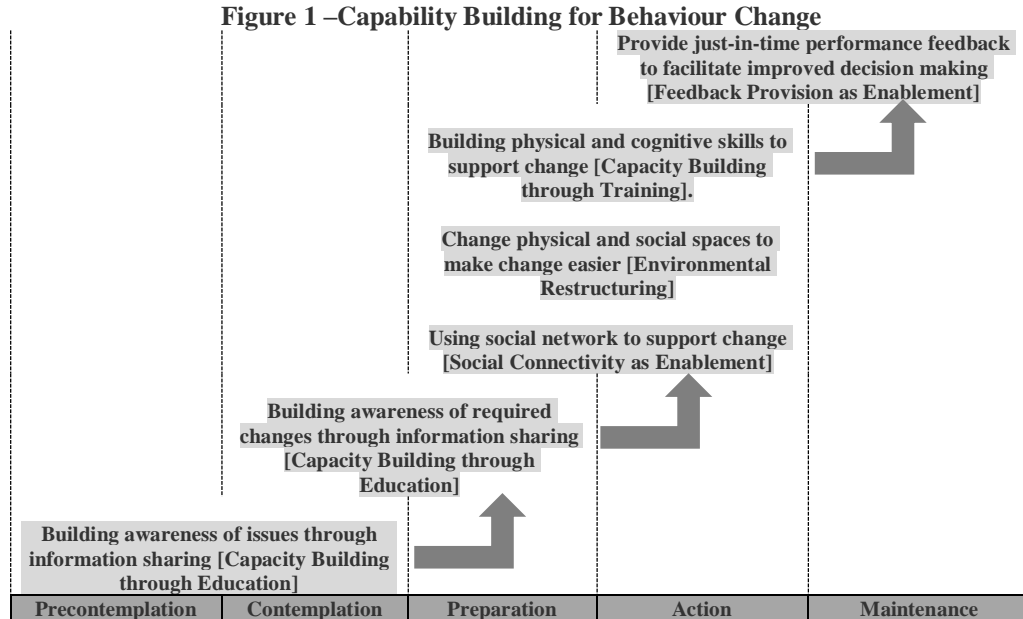 Figure 1 –Capability Building for Behaviour Change
Provide just-in-time performance feedback
to facilitate improved decision making
[Feedback Provision as Enablement]
Building physical and cognitive skills to
support change [Capacity Building
through Training].
Change physical and social spaces to
make change easier [Environmental
Restructuring]
Using social network to support change
[Social Connectivity as Enablement]
Building awareness of required
changes through information sharing
[Capacity Building through
Education]
Building awareness of issues through
information sharing [Capacity Building
through Education]
Precontemplation Contemplation Preparation Action Maintenance